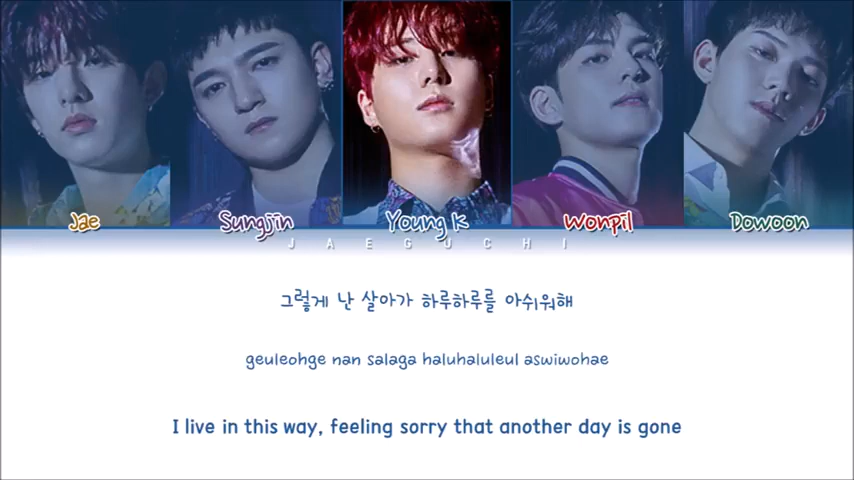 Jae Sungjin Young K Wonpil Dowoon
JAEGUCHI
그렇게 난 살아가 하루하루를 아쉬워해
geuleohge nan salaga haluhaluleul aswiwohae
I live in this way, feeling sorry that another day is gone